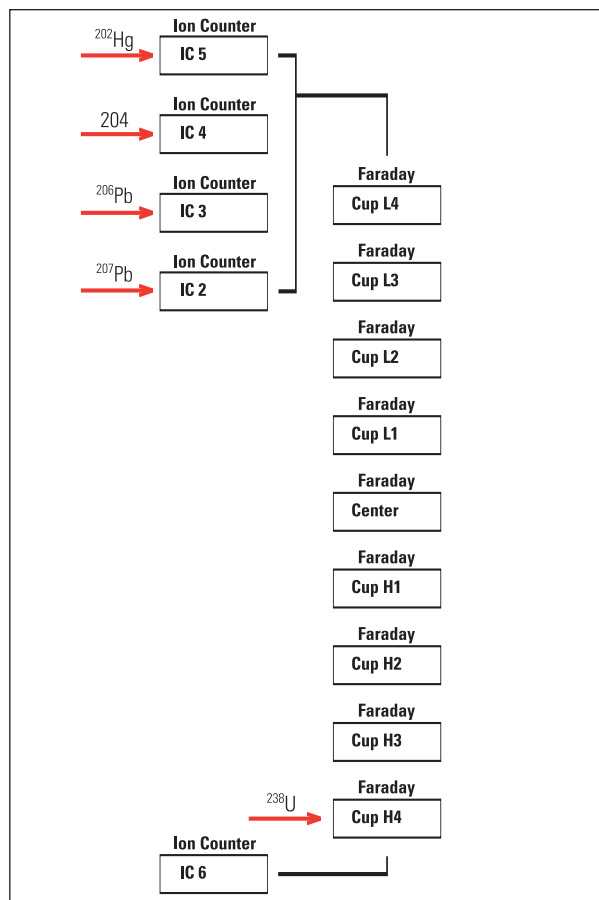 Ion Counter
²⁰²Hg
IC 5
Ion Counter
204
IC 4
Ion Counter
²⁰⁶Pb
IC 3
Ion Counter
²⁰⁷Pb
IC 2
Faraday
Cup L4
Faraday
Cup L3
Faraday
Cup L2
Faraday
Cup L1
Faraday
Center
Faraday
Cup H1
Faraday
Cup H2
Faraday
Cup H3
Faraday
²³⁸U
Cup H4
Ion Counter
IC 6